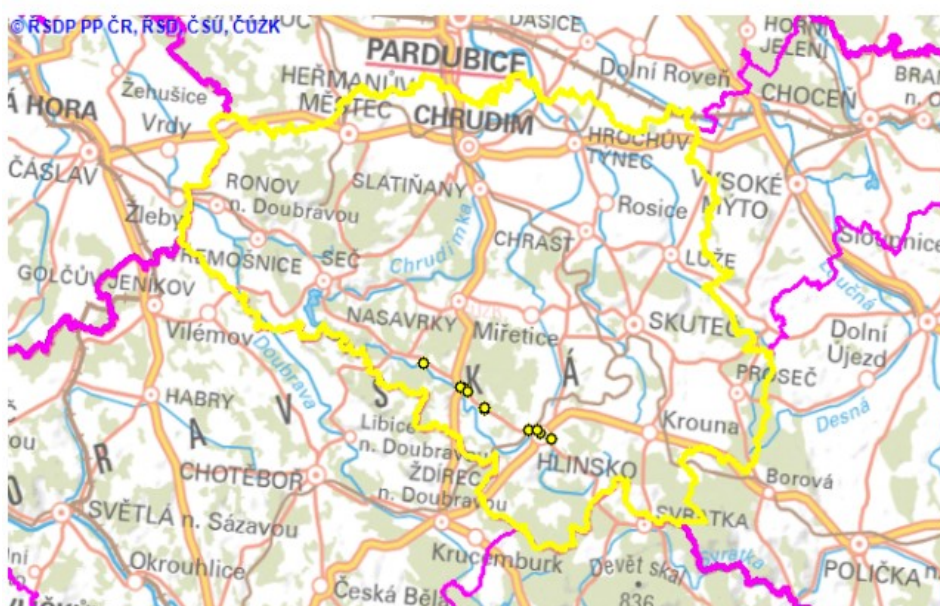 © ŘSDP PP ČR, ŘSD, ČSÚ, ČÚZK
DAŠICE
HORNÍ
JELENÍ
PARDUBICE
Dolní Roveň
Žehušice
HEŘMANŮV
MĚSTEC
CHOCEŇ
Á HORA
Vrdy
CHRUDIM
HROCHŮV
TÝNEC
ČÁSLAV
RONOV
n. Doubravou
SLATIŇANY
VYSOKÉ
MÝTO
Žleby
Rosice
CHRAST
Sloupnice
TŘEMOŠNICE
SEČ
Chrudimka
LUŽE
GOLČŮV JENÍKOV
NASAVRKY
Miřetice
SKUTEČ
Dolní
Újezd
Vilémov
Doubrava
K
Á
PROSEČ
HABRY
S
Desná
V
A
R
Libice
n. Doubravou
Krouna
CHOTĚBOŘ
ŽDÍREC
n. Doubravou
HLINSKO
Borová
SVĚTLÁ n. Sázavou
SVRATKA
Krucemburk
Svratka
Okrouhlice
Devět skal
836
POLIČKA
Česká Bělá